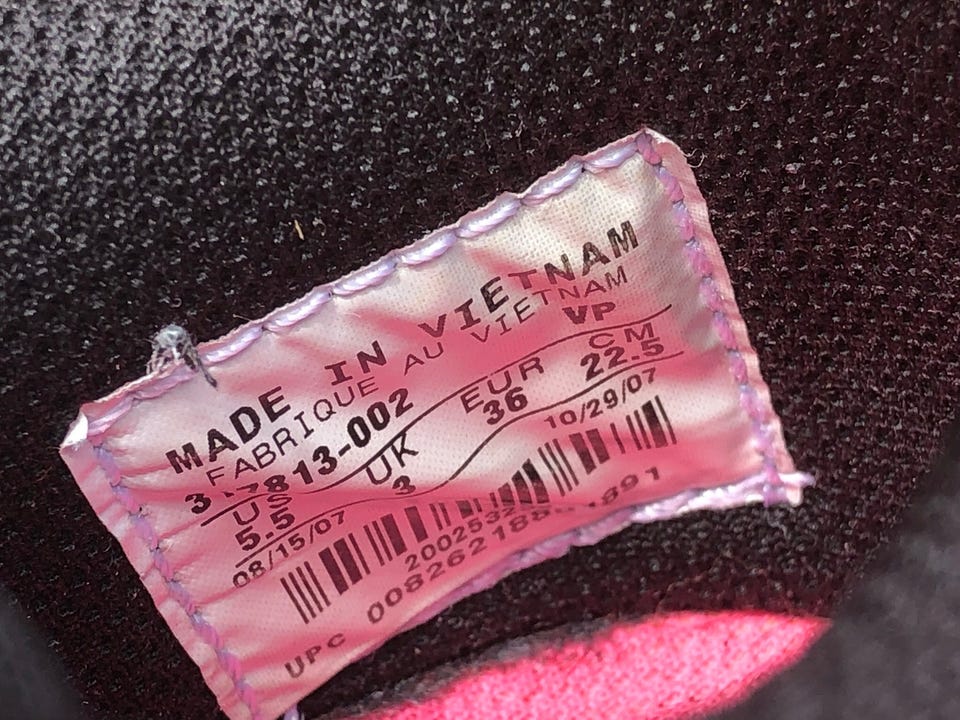 MADE IN VIETNAM
FABRIQUE AU VIETNAM
13-002 VP
US UK EUR CM
5.5 3 36 22.5
08/15/07 10/29/07
UPC